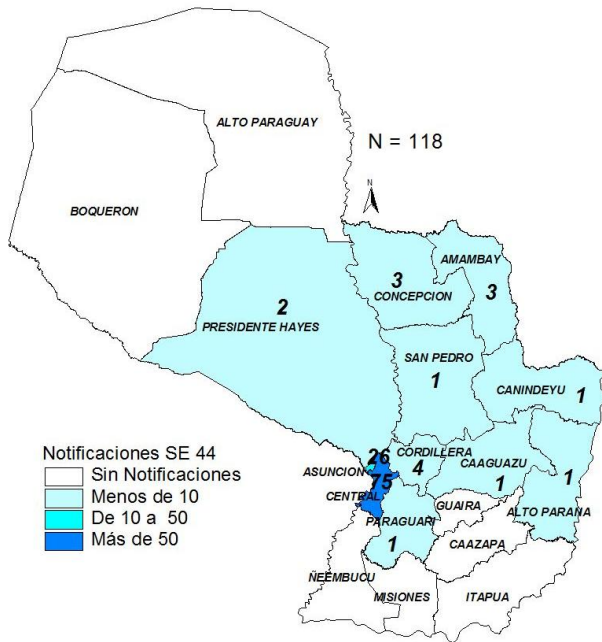 ALTO PARAGUAY
N = 118
N
BOQUERON
AMAMBAY
3
CONCEPCION
3
2
PRESIDENTE HAYES
SAN PEDRO
1
CANINDEYU 1
26
ASUNCION
CORDILLERA
4
CAAGUAZU
1
1
ALTO PARANA
75
CENTRAL
GUAIRA
PARAGUARI
1
CAAZAPA
ÑEEMBUCU
MISIONES
ITAPUA
Notificaciones SE 44
Sin Notificaciones
Menos de 10
De 10 a 50
Más de 50